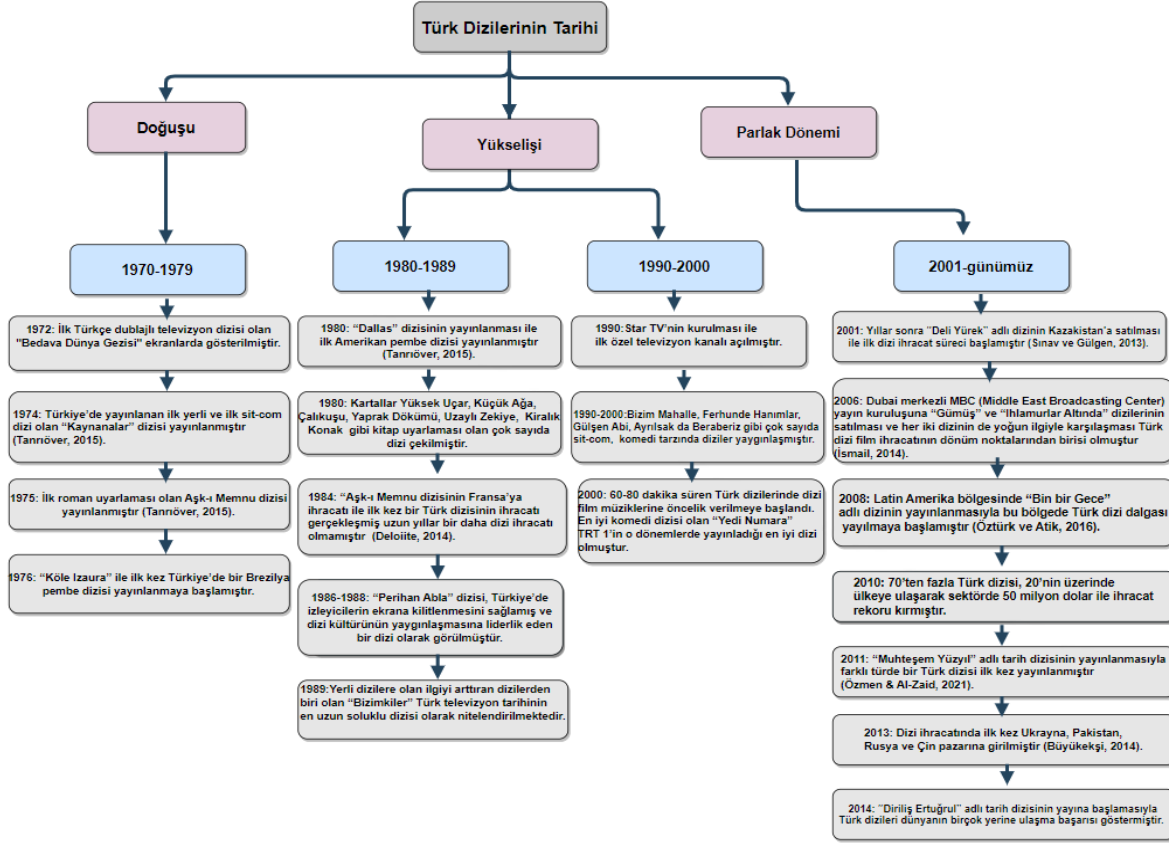 Türk Dizilerinin Tarihi
Doğuşu
Yükselişi
Parlak Dönemi
1970-1979
1980-1989
1990-2000
2001-günümüz
1972: İlk Türkçe dublajlı televizyon dizisi olan
"Bedava Dünya Gezisi" ekranlarda gösterilmiştir.
1974: Türkiye'de yayınlanan ilk yerli ve ilk sit-com
dizi olan "Kaynanalar" dizisi yayınlanmıştır
(Tanrıöver, 2015).
1975: İlk roman uyarlaması olan Aşk-ı Memnu dizisi
yayınlanmıştır (Tanrıöver, 2015).
1976: "Köle Izaura" ile ilk kez Türkiye'de bir Brezilya
pembe dizisi yayınlanmaya başlamıştır.
1980: "Dallas" dizisinin yayınlanması ile
ilk Amerikan pembe dizisi yayınlanmıştır
(Tanrıöver, 2015).
1980: Kartallar Yüksek Uçar, Küçük Ağa,
Çalıkuşu, Yaprak Dökümü, Uzaylı Zekiye, Kiralık
Konak gibi kitap uyarlaması olan çok sayıda
dizi çekilmiştir.
1984: "Aşk-ı Memnu dizisinin Fransa'ya
ihracatı ile ilk kez bir Türk dizisinin ihracatı
gerçekleşmiş uzun yıllar bir daha dizi ihracatı
olmamıştır (Deloiite, 2014).
1986-1988: "Perihan Abla" dizisi, Türkiye'de
izleyicilerin ekrana kilitlenmesini sağlamış ve
dizi kültürünün yaygınlaşmasına liderlik eden
bir dizi olarak görülmüştür.
1989:Yerli dizilere olan ilgiyi arttıran dizilerden
biri olan "Bizimkiler" Türk televizyon tarihinin
en uzun soluklu dizisi olarak nitelendirilmektedir.
1990: Star TV'nin kurulması ile
ilk özel televizyon kanalı açılmıştır.
1990-2000:Bizim Mahalle, Ferhunde Hanımlar,
Gülşen Abi, Ayrılsak da Beraberiz gibi çok sayıda
sit-com, komedi tarzında diziler yaygınlaşmıştır.
2000: 60-80 dakika süren Türk dizilerinde dizi
film müziklerine öncelik verilmeye başlandı.
En iyi komedi dizisi olan "Yedi Numara"
TRT 1'in o dönemlerde yayınladığı en iyi dizi
olmuştur.
2001: Yıllar sonra "Deli Yürek" adlı dizinin Kazakistan'a satılması
ile ilk dizi ihracat süreci başlamıştır (Sınav ve Gülgen, 2013).
2006: Dubai merkezli MBC (Middle East Broadcasting Center)
yayın kuruluşuna "Gümüş" ve "Ihlamurlar Altında" dizilerinin
satılması ve her iki dizinin de yoğun ilgiyle karşılaşması Türk
dizi film ihracatının dönüm noktalarından birisi olmuştur
(İsmail, 2014).
2008: Latin Amerika bölgesinde "Bin bir Gece"
adlı dizinin yayınlanmasıyla bu bölgede Türk dizi dalgası
yayılmaya başlamıştır (Öztürk ve Atik, 2016).
2010: 70'ten fazla Türk dizisi, 20'nin üzerinde
ülkeye ulaşarak sektörde 50 milyon dolar ile ihracat
rekoru kırmıştır.
2011: "Muhteşem Yüzyıl" adlı tarih dizisinin yayınlanmasıyla
farklı türde bir Türk dizisi ilk kez yayınlanmıştır
(Özmen & Al-Zaid, 2021).
2013: Dizi ihracatında ilk kez Ukrayna, Pakistan,
Rusya ve Çin pazarına girilmiştir (Büyükekşi, 2014).
2014: "Diriliş Ertuğrul" adlı tarih dizisinin yayına başlamasıyla
Türk dizileri dünyanın birçok yerine ulaşma başarısı göstermiştir.